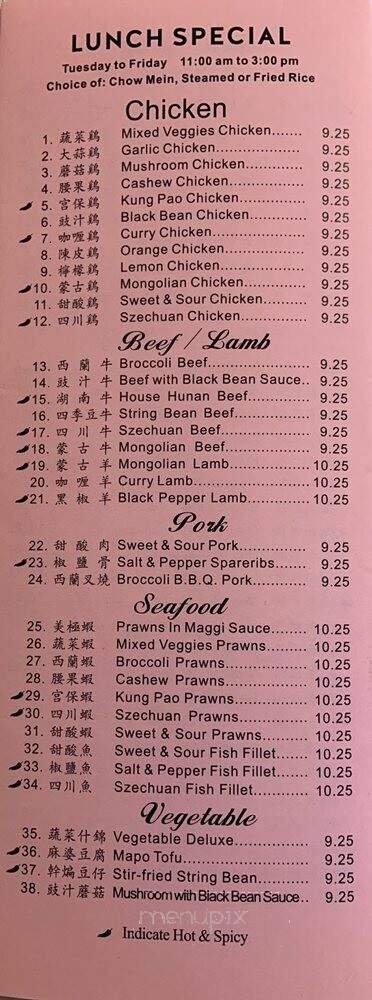 LUNCH SPECIAL
Tuesday to Friday 11:00 am to 3:00 pm
Choice of: Chow Mein, Steamed or Fried Rice
Chicken
1. 蔬菜鷄 Mixed Veggies Chicken....... 9.25
2. 大蒜鷄 Garlic Chicken................. 9.25
3. 蘑菇鷄 Mushroom Chicken............ 9.25
4. 腰果鷄 Cashew Chicken............... 9.25
5. 宮保鷄 Kung Pao Chicken............. 9.25
6. 豉汁鷄 Black Bean Chicken........... 9.25
7. 咖喱鷄 Curry Chicken.................. 9.25
8. 陳皮鷄 Orange Chicken................ 9.25
9. 檸檬鷄 Lemon Chicken................. 9.25
10. 蒙古鷄 Mongolian Chicken............ 9.25
11. 甜酸鷄 Sweet & Sour Chicken......... 9.25
12. 四川鷄 Szechuan Chicken............. 9.25
Beef / Lamb
13. 西蘭牛 Broccoli Beef..................... 9.25
14. 豉汁牛 Beef with Black Bean Sauce.. 9.25
15. 湖南牛 House Hunan Beef............... 9.25
16. 四季豆牛 String Bean Beef................ 9.25
17. 四川牛 Szechuan Beef.................. 9.25
18. 蒙古牛 Mongolian Beef................. 9.25
19. 蒙古羊 Mongolian Lamb................ 10.25
20. 咖喱羊 Curry Lamb....................... 10.25
21. 黑椒羊 Black Pepper Lamb............ 10.25
Pork
22. 甜酸肉 Sweet & Sour Pork.............. 9.25
23. 椒鹽骨 Salt & Pepper Spareribs....... 9.25
24. 西蘭叉燒 Broccoli B.B.Q. Pork........... 9.25
Seafood
25. 美極蝦 Prawns In Maggi Sauce........ 10.25
26. 蔬菜蝦 Mixed Veggies Prawns......... 10.25
27. 西蘭蝦 Broccoli Prawns................. 10.25
28. 腰果蝦 Cashew Prawns................. 10.25
29. 宮保蝦 Kung Pao Prawns............... 10.25
30. 四川蝦 Szechuan Prawns.............. 10.25
31. 甜酸蝦 Sweet & Sour Prawns.......... 10.25
32. 甜酸魚 Sweet & Sour Fish Fillet....... 10.25
33. 椒鹽魚 Salt & Pepper Fish Fillet....... 10.25
34. 四川魚 Szechuan Fish Fillet............ 10.25
Vegetable
35. 蔬菜什錦 Vegetable Deluxe................ 9.25
36. 麻婆豆腐 Mapo Tofu......................... 9.25
37. 幹煸豆仔 Stir-fried String Bean........... 9.25
38. 豉汁蘑菇 Mushroom with Black Bean Sauce.. 9.25
menupix
Indicate Hot & Spicy